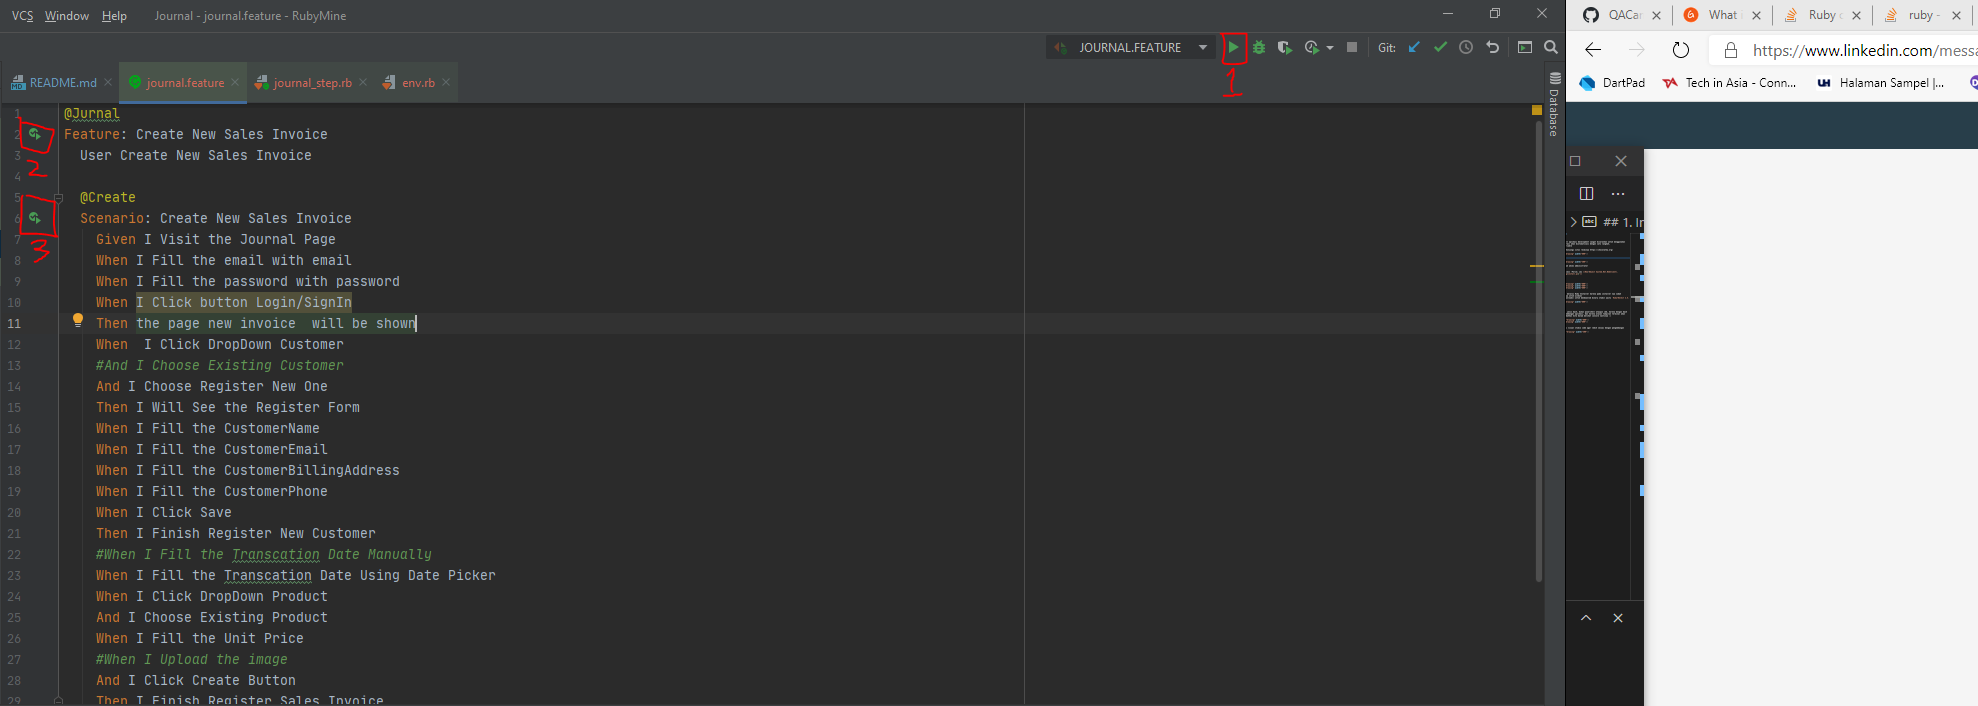 VCS Window Help Journal - journal.feature - RubyMine
JOURNAL.FEATURE Git:
1
README.md journal.feature journal_step.rb env.rb
Database
1 @Jurnal
2 Feature: Create New Sales Invoice
3 User Create New Sales Invoice
2
4
5 @Create
6 Scenario: Create New Sales Invoice
7 Given I Visit the Journal Page
3
8 When I Fill the email with email
9 When I Fill the password with password
10 When I Click button Login/SignIn
11 Then the page new invoice  will be shown
12 When  I Click DropDown Customer
13 #And I Choose Existing Customer
14 And I Choose Register New One
15 Then I Will See the Register Form
16 When I Fill the CustomerName
17 When I Fill the CustomerEmail
18 When I Fill the CustomerBillingAddress
19 When I Fill the CustomerPhone
20 When I Click Save
21 Then I Finish Register New Customer
22 #When I Fill the Transcation Date Manually
23 When I Fill the Transcation Date Using Date Picker
24 When I Click DropDown Product
25 And I Choose Existing Product
26 When I Fill the Unit Price
27 #When I Upload the image
28 And I Click Create Button
29 Then I Finish Register Sales Invoice
QACar What i Ruby c ruby -
https://www.linkedin.com/messa
DartPad Tech in Asia - Conn... Halaman Sampel |...
abc ## 1. In